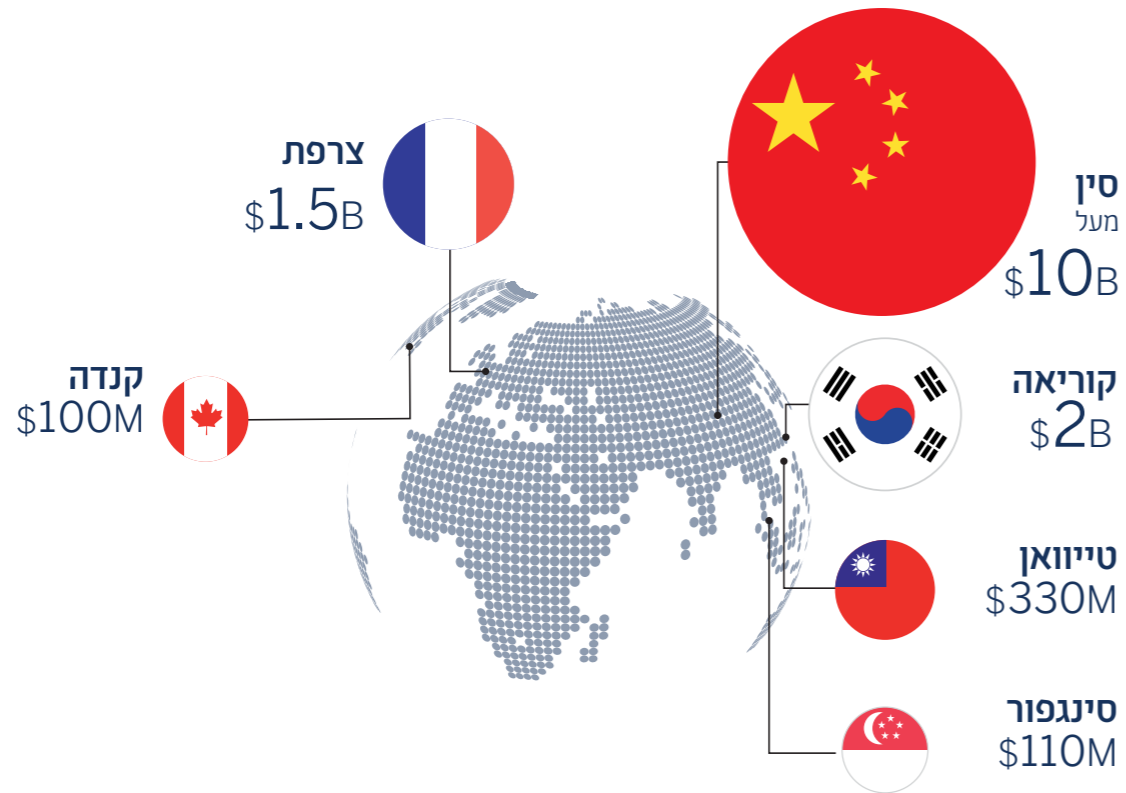 סין
מעל
$10B
צרפת
$1.5B
קוריאה
$2B
קנדה
$100M
טייוואן
$330M
סינגפור
$110M